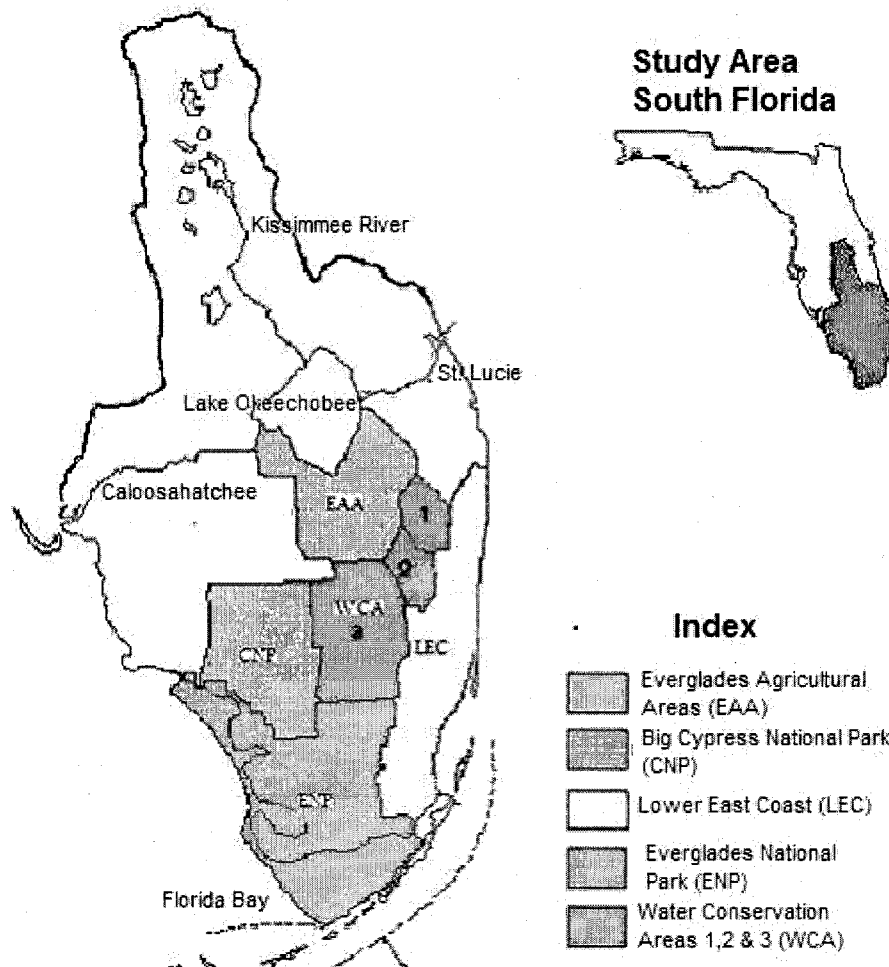 Study Area
South Florida
Kissimmee River
St. Lucie
Lake Okeechobee
Caloosahatchee
EAA
1
2
WCA
3
LEC
CNP
ENP
Florida Bay
Index
Everglades Agricultural
Areas (EAA)
Big Cypress National Park
(CNP)
Lower East Coast (LEC)
Everglades National
Park (ENP)
Water Conservation
Areas 1,2 & 3 (WCA)